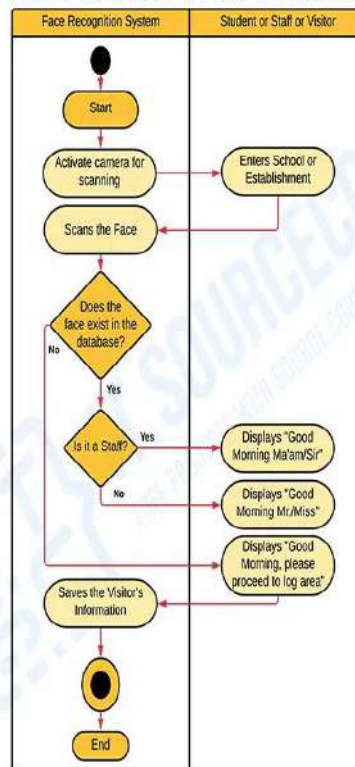 Face Recognition System
Student or Staff or Visitor
Start
Activate camera for
scanning
Enters School or
Establishment
Scans the Face
Does the
face exist in the
database?
No
Yes
Is it a Staff?
Yes
Displays "Good
Morning Ma'am/Sir"
No
Displays "Good
Morning Mr./Miss"
Displays "Good
Morning, please
proceed to log area"
Saves the Visitor's
Information
End